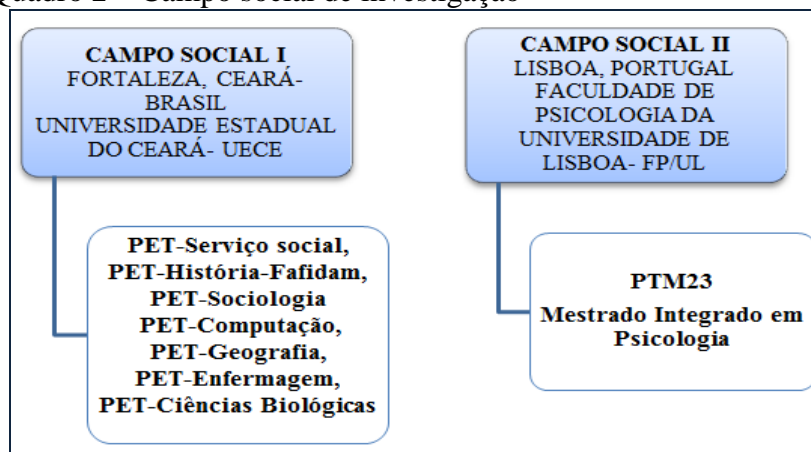 Quadro 2 – Campo social de investigação
CAMPO SOCIAL I
FORTALEZA, CEARÁ-
BRASIL
UNIVERSIDADE ESTADUAL
DO CEARÁ- UECE
PET-Serviço social,
PET-História-Fafidam,
PET-Sociologia
PET-Computação,
PET-Geografia,
PET-Enfermagem,
PET-Ciências Biológicas
CAMPO SOCIAL II
LISBOA, PORTUGAL
FACULDADE DE
PSICOLOGIA DA
UNIVERSIDADE DE
LISBOA- FP/UL
PTM23
Mestrado Integrado em
Psicologia